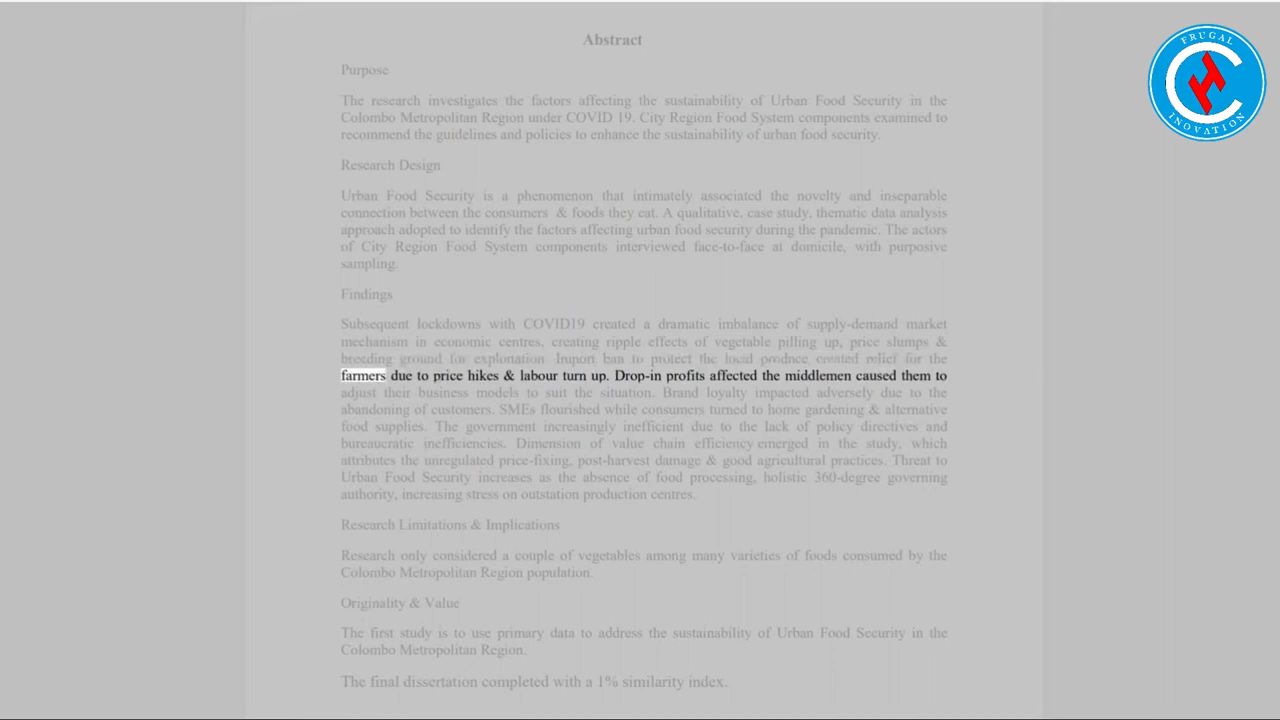 Abstract
FRUGAL
INOVATION
Purpose
The research investigates the factors affecting the sustainability of Urban Food Security in the
Colombo Metropolitan Region under COVID 19. City Region Food System components examined to
recommend the guidelines and policies to enhance the sustainability of urban food security.
Research Design
Urban Food Security is a phenomenon that intimately associated the novelty and inseparable
connection between the consumers & foods they eat. A qualitative, case study, thematic data analysis
approach adopted to identify the factors affecting urban food security during the pandemic. The actors
of City Region Food System components interviewed face-to-face at domicile, with purposive
sampling.
Findings
Subsequent lockdowns with COVID19 created a dramatic imbalance of supply-demand market
mechanism in economic centres, creating ripple effects of vegetable pilling up, price slumps &
breeding ground for exploitation. Import ban to protect the local produce created relief for the
farmers due to price hikes & labour turn up. Drop-in profits affected the middlemen caused them to
adjust their business models to suit the situation. Brand loyalty impacted adversely due to the
abandoning of customers. SMEs flourished while consumers turned to home gardening & alternative
food supplies. The government increasingly inefficient due to the lack of policy directives and
bureaucratic inefficiencies. Dimension of value chain efficiency emerged in the study, which
attributes the unregulated price-fixing, post-harvest damage & good agricultural practices. Threat to
Urban Food Security increases as the absence of food processing, holistic 360-degree governing
authority, increasing stress on outstation production centres.
Research Limitations & Implications
Research only considered a couple of vegetables among many varieties of foods consumed by the
Colombo Metropolitan Region population.
Originality & Value
The first study is to use primary data to address the sustainability of Urban Food Security in the
Colombo Metropolitan Region.
The final dissertation completed with a 1% similarity index.